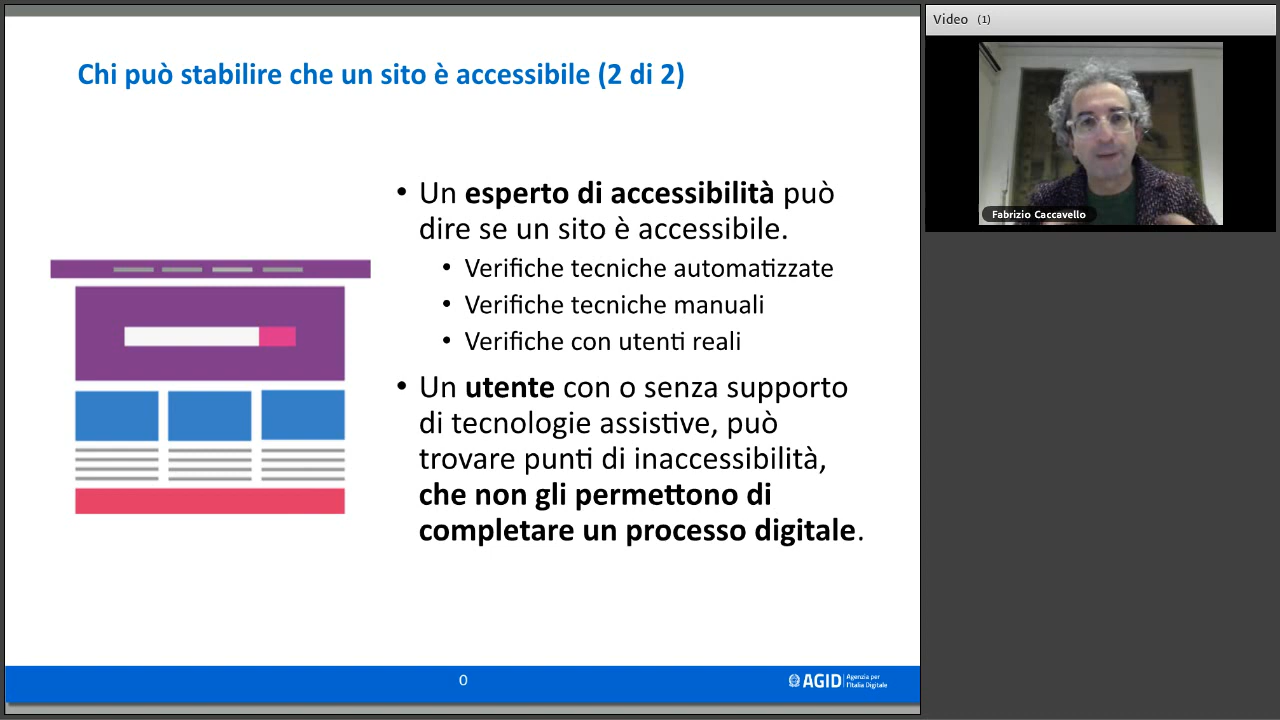 Chi può stabilire che un sito è accessibile (2 di 2)
• Un esperto di accessibilità può
dire se un sito è accessibile.
• Verifiche tecniche automatizzate
• Verifiche tecniche manuali
• Verifiche con utenti reali
• Un utente con o senza supporto
di tecnologie assistive, può
trovare punti di inaccessibilità,
che non gli permettono di
completare un processo digitale.
0
AGID
Agenzia per
l'Italia Digitale
Video (1)
Fabrizio Caccavello